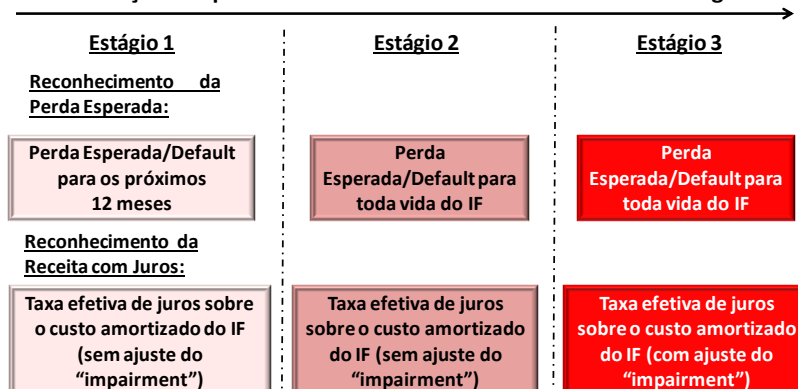 Estágio 1
Estágio 2
Estágio 3
Reconhecimento da
Perda Esperada:
Perda Esperada/Default
para os próximos
12 meses
Perda
Esperada/Default para
toda vida do IF
Perda
Esperada/Default para
toda vida do IF
Reconhecimento da
Receita com Juros:
Taxa efetiva de juros sobre
o custo amortizado do IF
(sem ajuste do
“impairment”)
Taxa efetiva de juros
sobre o custo amortizado
do IF (sem ajuste do
“impairment”)
Taxa efetiva de juros
sobre o custo amortizado
do IF (com ajuste do
“impairment”)